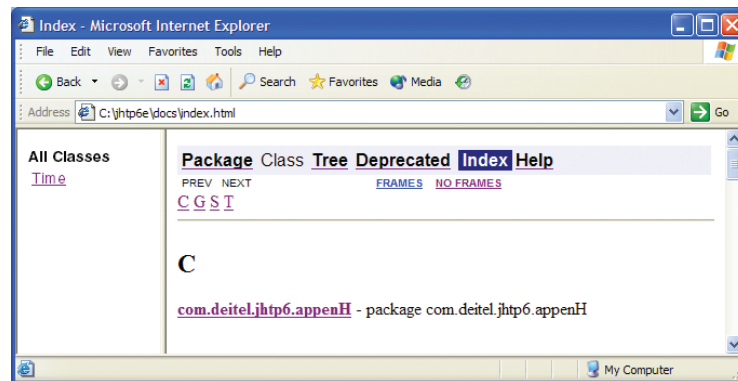 Index - Microsoft Internet Explorer
File Edit View Favorites Tools Help
Back Search Favorites Media
Address C:\jhtp6e\docs\index.html Go
All Classes
Time
Package Class Tree Deprecated Index Help
PREV NEXT FRAMES NO FRAMES
C G S T
C
com.deitel.jhtp6.appenH - package com.deitel.jhtp6.appenH
My Computer